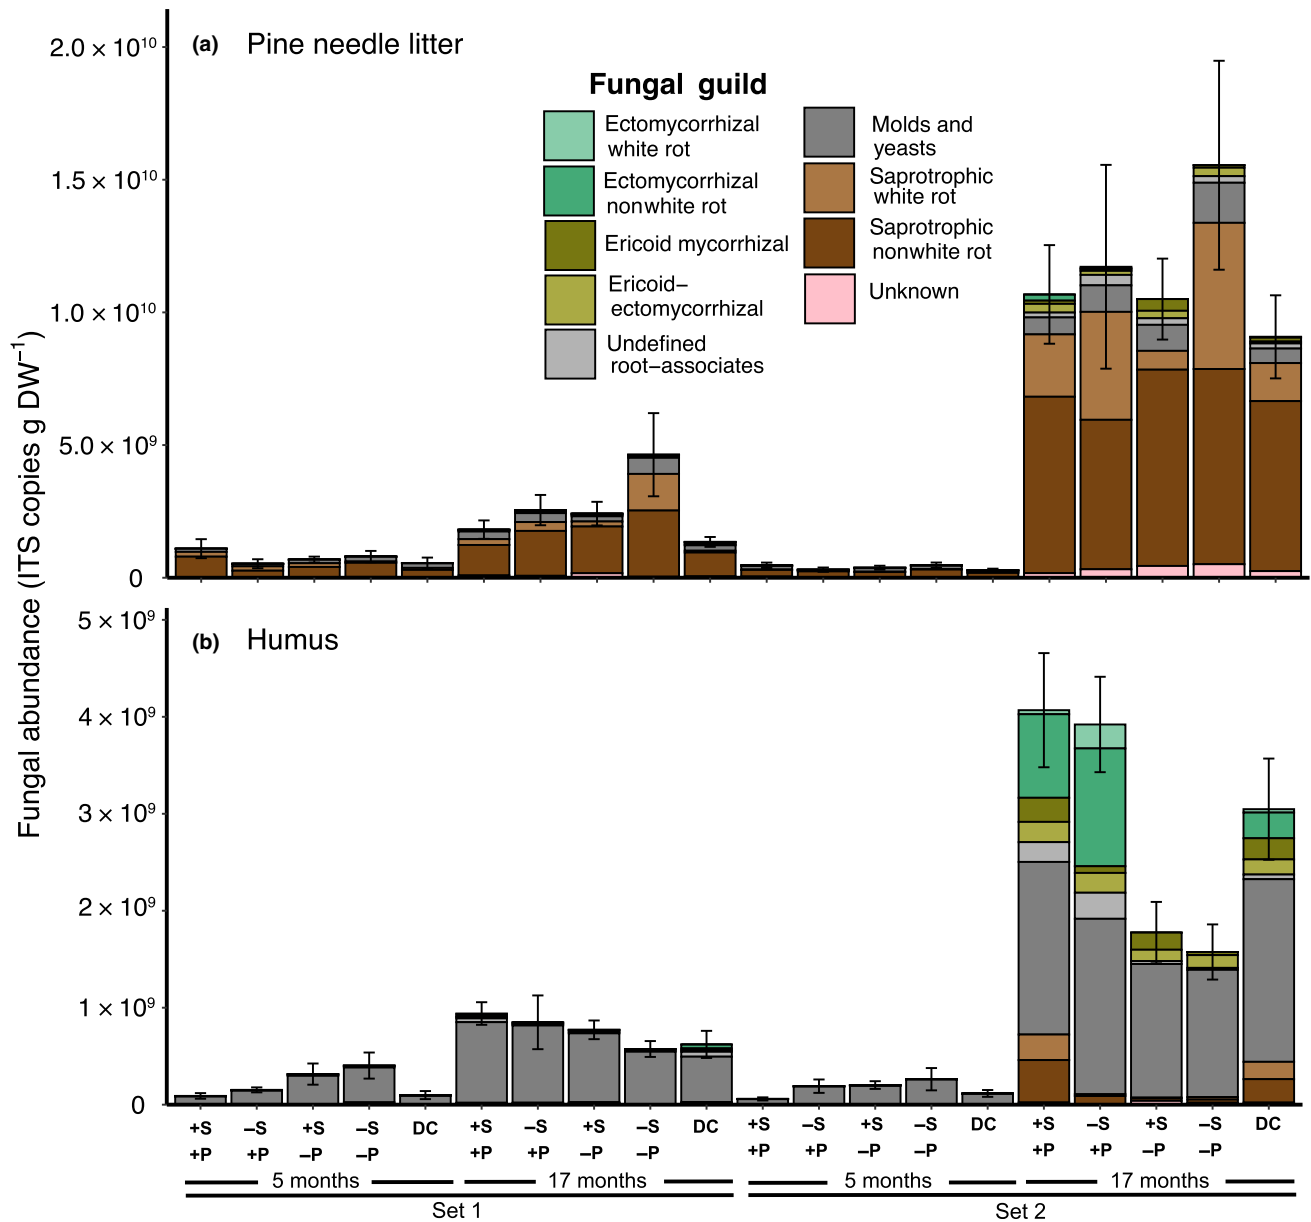 (a) Pine needle litter
Fungal guild
Ectomycorrhizal
white rot
Ectomycorrhizal
nonwhite rot
Ericoid mycorrhizal
Ericoid–
ectomycorrhizal
Undefined
root–associates
Molds and
yeasts
Saprotrophic
white rot
Saprotrophic
nonwhite rot
Unknown
2.0 × 10¹⁰
1.5 × 10¹⁰
1.0 × 10¹⁰
5.0 × 10⁹
0
Fungal abundance (ITS copies g DW⁻¹)
(b) Humus
5 × 10⁹
4 × 10⁹
3 × 10⁹
2 × 10⁹
1 × 10⁹
0
+S –S +S –S DC +S –S +S –S DC +S –S +S –S DC +S –S +S –S DC
+P +P –P –P +P +P –P –P +P +P –P –P +P +P –P –P
5 months 17 months 5 months 17 months
Set 1 Set 2